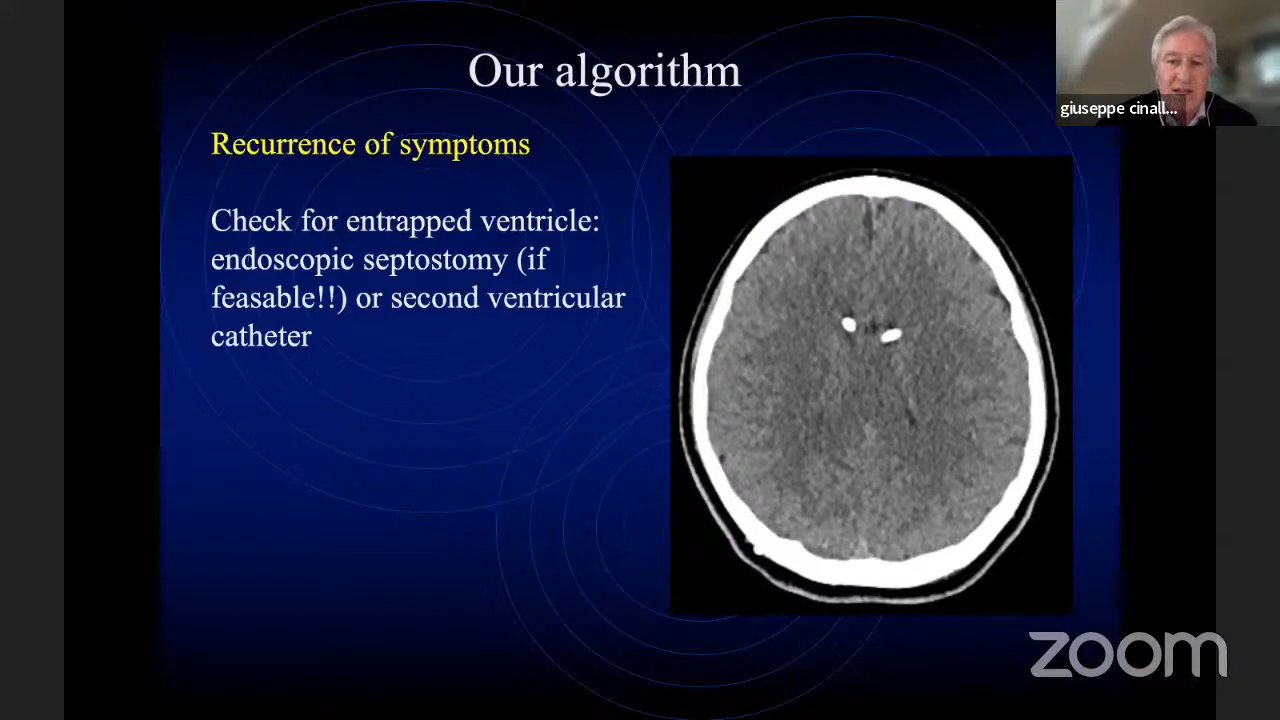 Our algorithm
giuseppe cinall...
Recurrence of symptoms
Check for entrapped ventricle:
endoscopic septostomy (if
feasable!!) or second ventricular
catheter
zoom